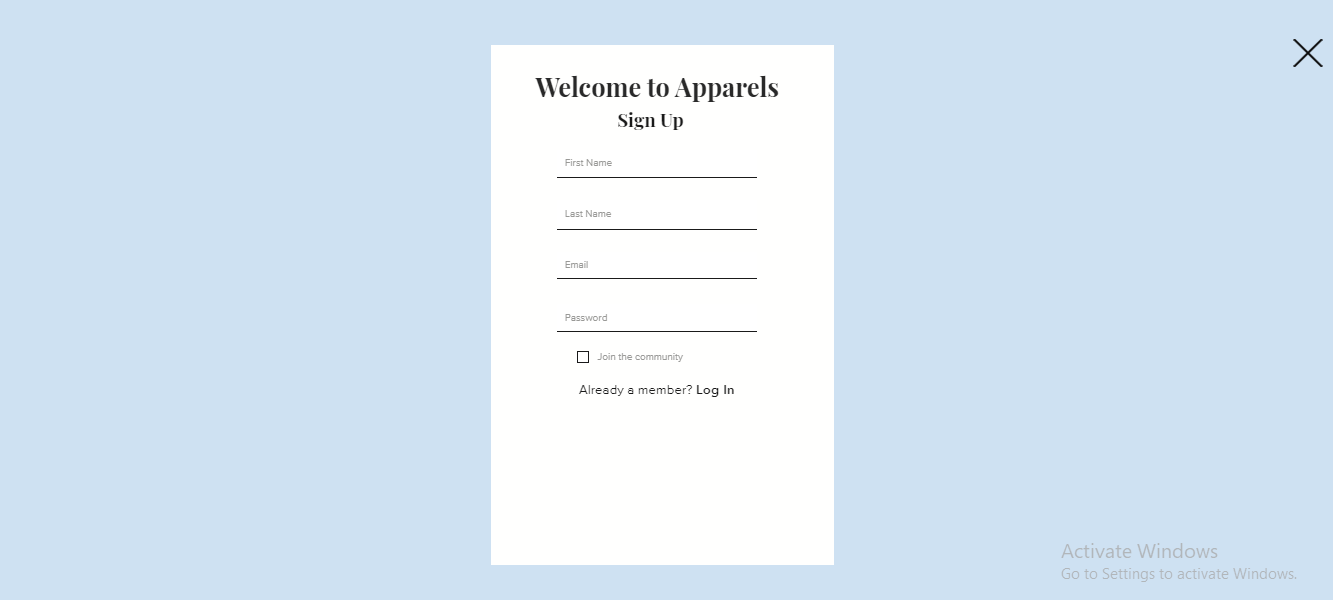 Welcome to Apparels
Sign Up
First Name
Last Name
Email
Password
Join the community
Already a member? Log In
Activate Windows
Go to Settings to activate Windows.